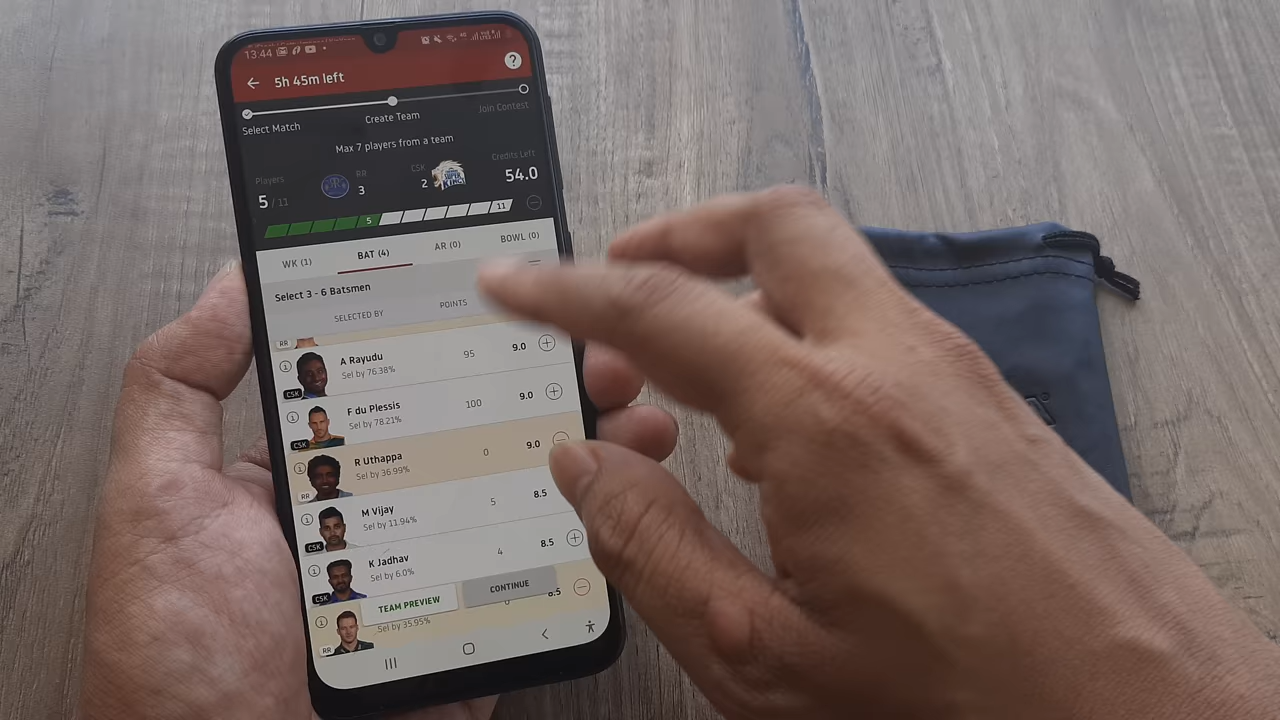 13:44
5h 45m left
?
Select Match
Create Team
Join Contest
Max 7 players from a team
Players
5 / 11
RR
3
CSK
2
Credits Left
54.0
5
11
WK (1)
BAT (4)
AR (0)
BOWL (0)
Select 3 - 6 Batsmen
SELECTED BY
POINTS
RR
A Rayudu
Sel by 76.38%
95
9.0
CSK
F du Plessis
Sel by 78.21%
100
9.0
CSK
R Uthappa
Sel by 36.99%
0
9.0
RR
M Vijay
Sel by 11.94%
5
8.5
CSK
K Jadhav
Sel by 6.0%
4
8.5
CSK
TEAM PREVIEW
CONTINUE
Sel by 35.95%
0
8.5
RR